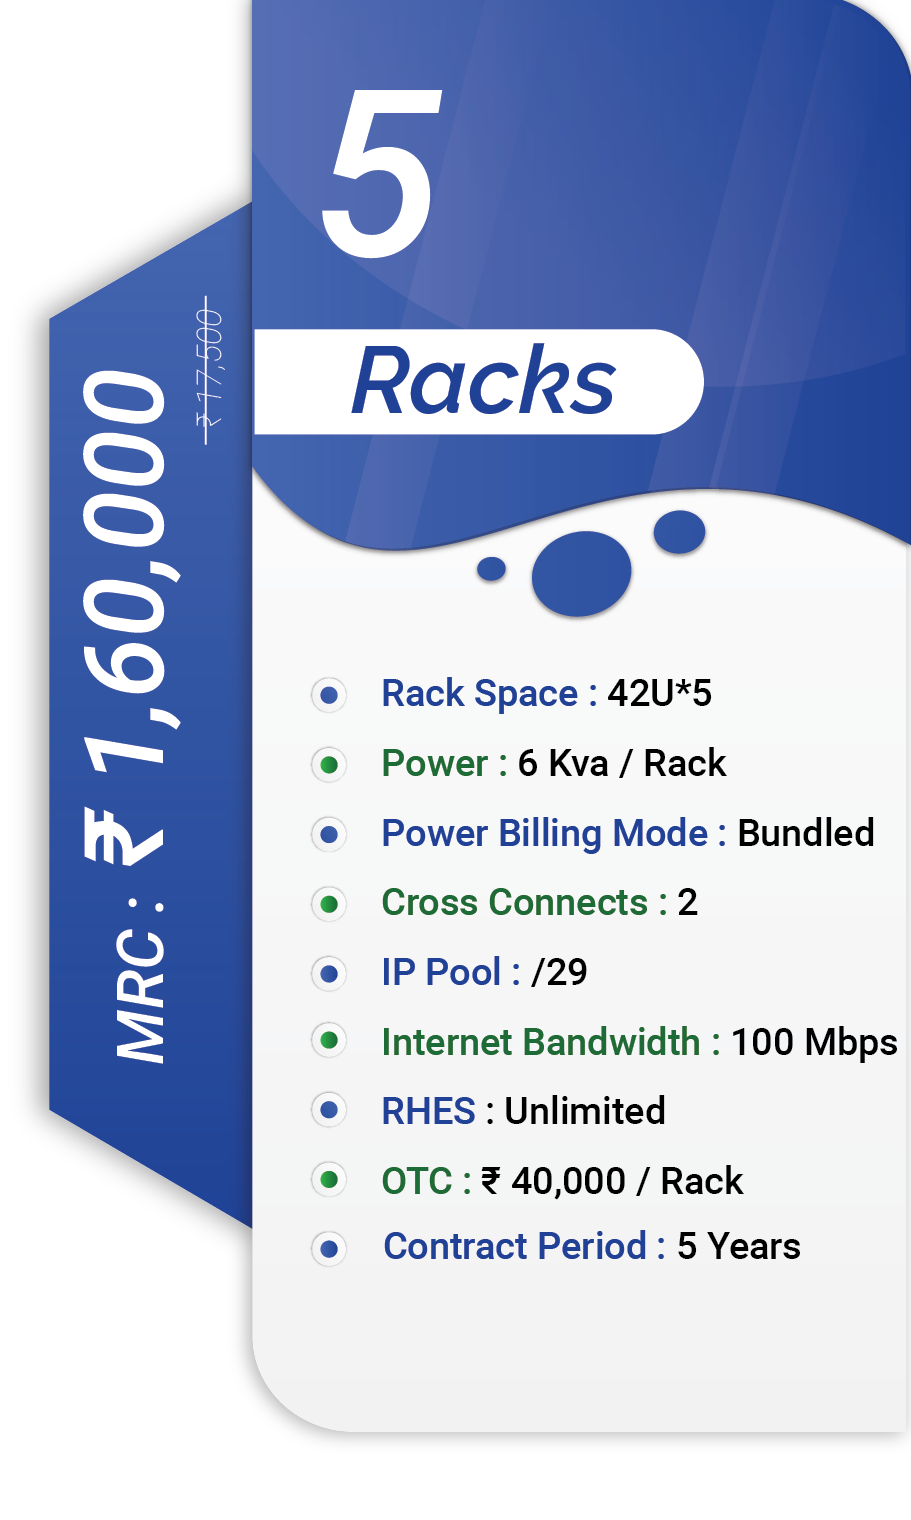 5
Racks
MRC : ₹ 1,60,000
₹ 17,500
Rack Space : 42U*5
Power : 6 Kva / Rack
Power Billing Mode : Bundled
Cross Connects : 2
IP Pool : /29
Internet Bandwidth : 100 Mbps
RHES : Unlimited
OTC : ₹ 40,000 / Rack
Contract Period : 5 Years